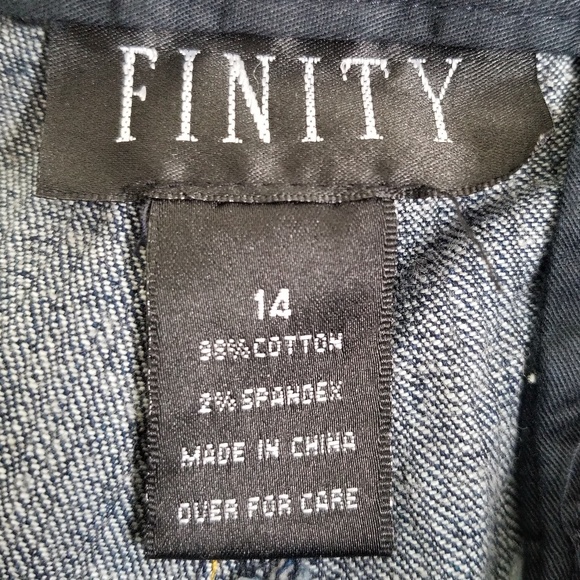 FINITY
14
98% COTTON
2% SPANDEX
MADE IN CHINA
OVER FOR CARE